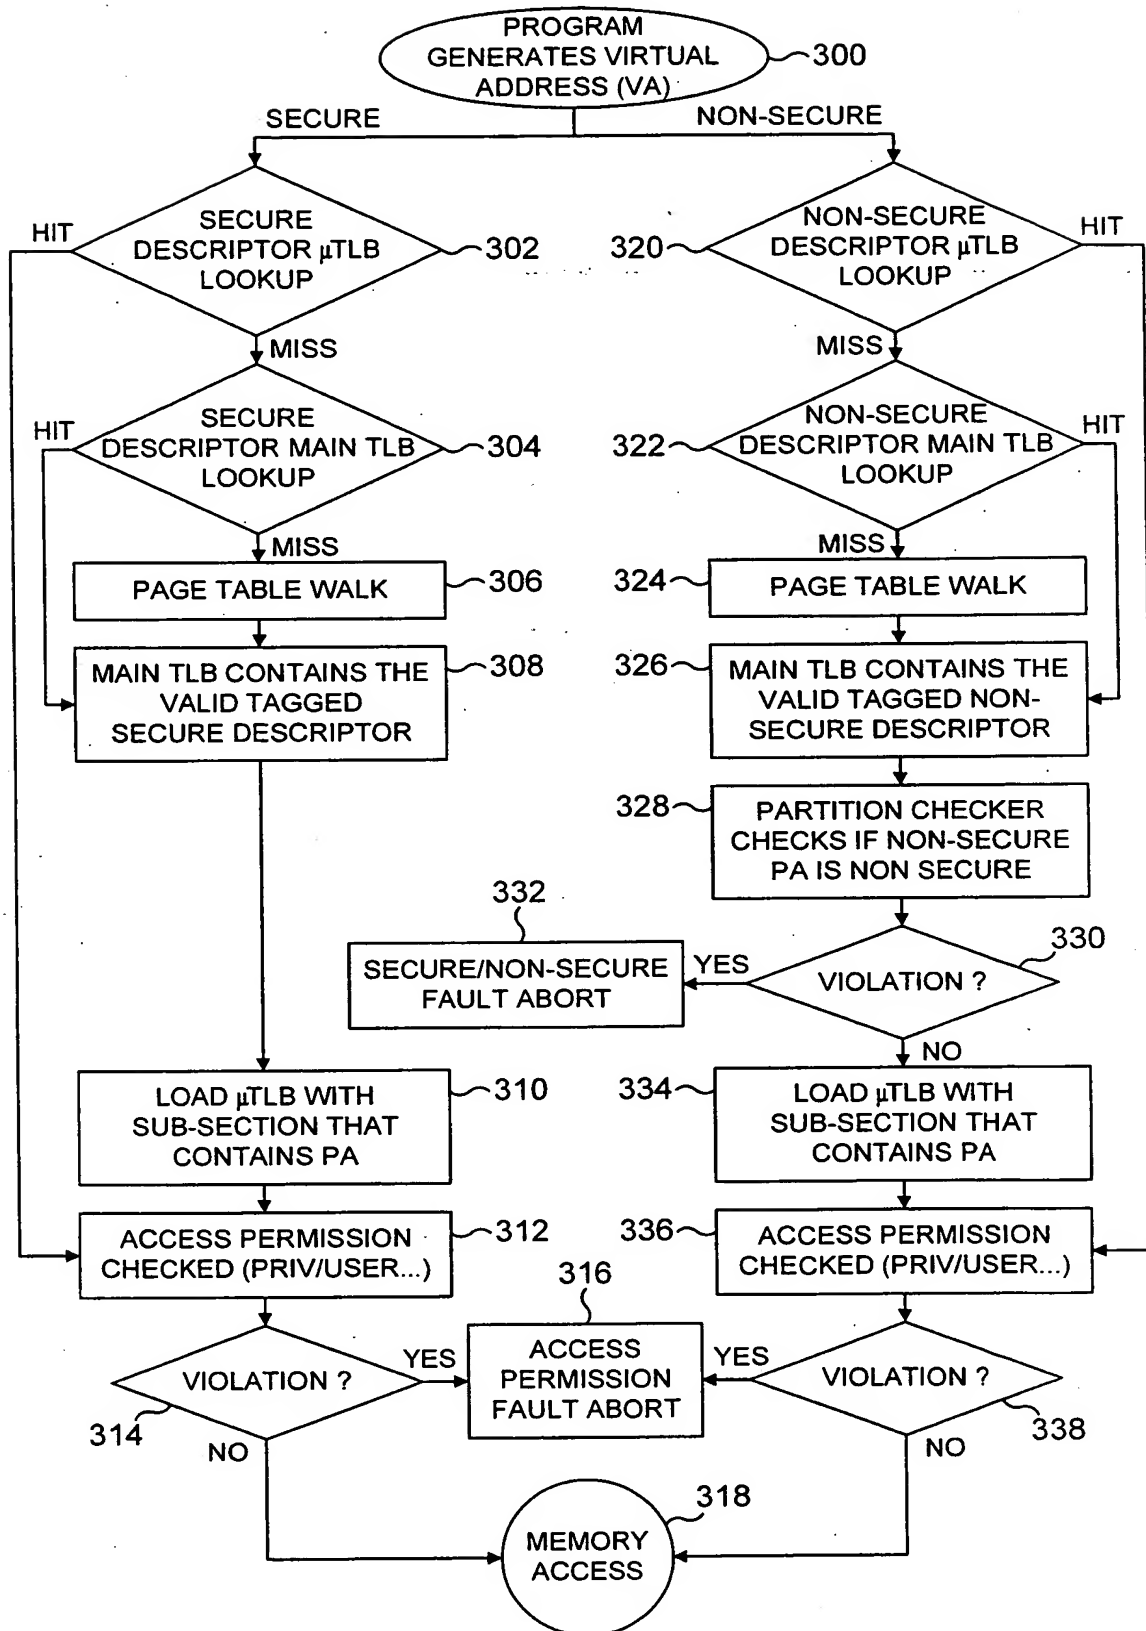 PROGRAM
GENERATES VIRTUAL
ADDRESS (VA)
300
SECURE
NON-SECURE
HIT
SECURE
DESCRIPTOR µTLB
LOOKUP
302
320
NON-SECURE
DESCRIPTOR µTLB
LOOKUP
HIT
MISS
MISS
HIT
SECURE
DESCRIPTOR MAIN TLB
LOOKUP
304
322
NON-SECURE
DESCRIPTOR MAIN TLB
LOOKUP
HIT
MISS
MISS
PAGE TABLE WALK
306
324
PAGE TABLE WALK
MAIN TLB CONTAINS THE
VALID TAGGED
SECURE DESCRIPTOR
308
326
MAIN TLB CONTAINS THE
VALID TAGGED NON-
SECURE DESCRIPTOR
328
PARTITION CHECKER
CHECKS IF NON-SECURE
PA IS NON SECURE
332
SECURE/NON-SECURE
FAULT ABORT
YES
VIOLATION ?
330
NO
LOAD µTLB WITH
SUB-SECTION THAT
CONTAINS PA
310
334
LOAD µTLB WITH
SUB-SECTION THAT
CONTAINS PA
ACCESS PERMISSION
CHECKED (PRIV/USER...)
312
336
ACCESS PERMISSION
CHECKED (PRIV/USER...)
316
VIOLATION ?
314
YES
ACCESS
PERMISSION
FAULT ABORT
YES
VIOLATION ?
338
NO
NO
MEMORY
ACCESS
318